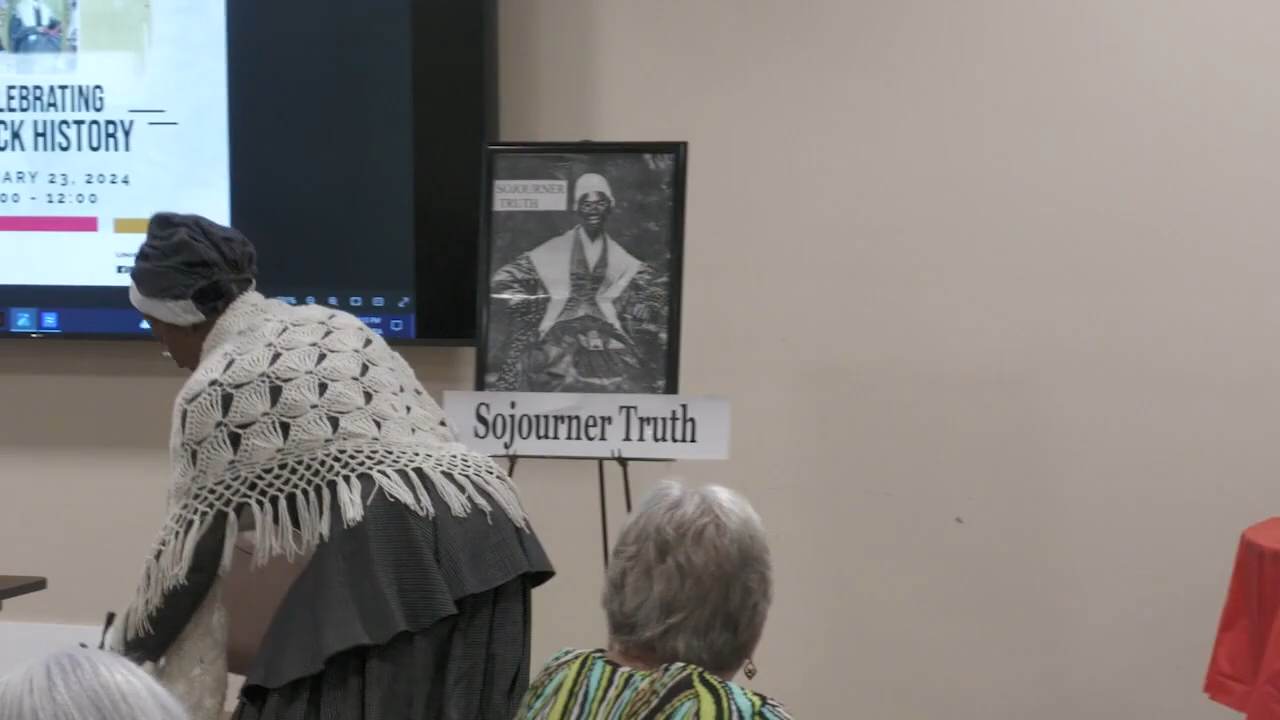 LEBRATING
CK HISTORY
ARY 23, 2024
00 - 12:00
SOJOURNER
TRUTH
Sojourner Truth